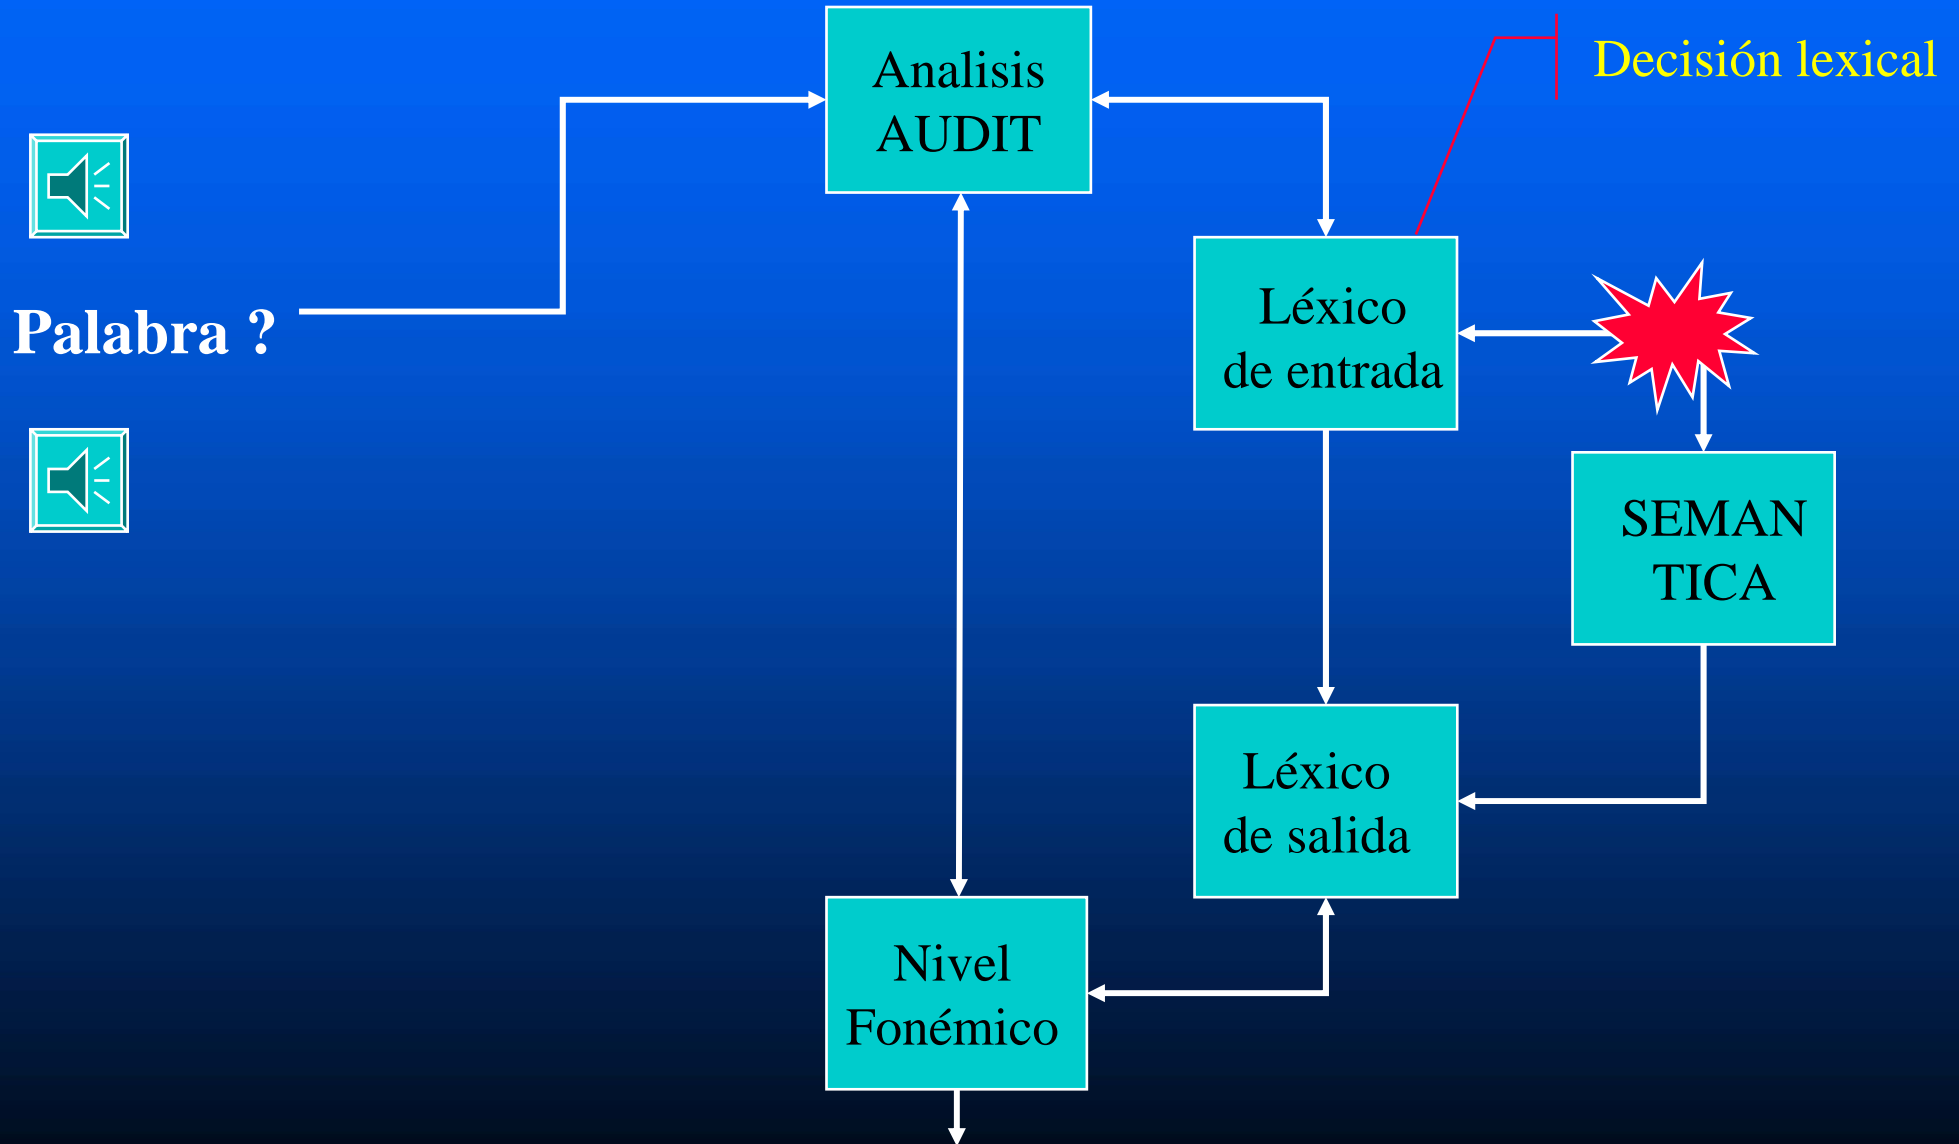 Analisis
AUDIT
Decisión lexical
Palabra ?
Léxico
de entrada
SEMAN
TICA
Léxico
de salida
Nivel
Fonémico